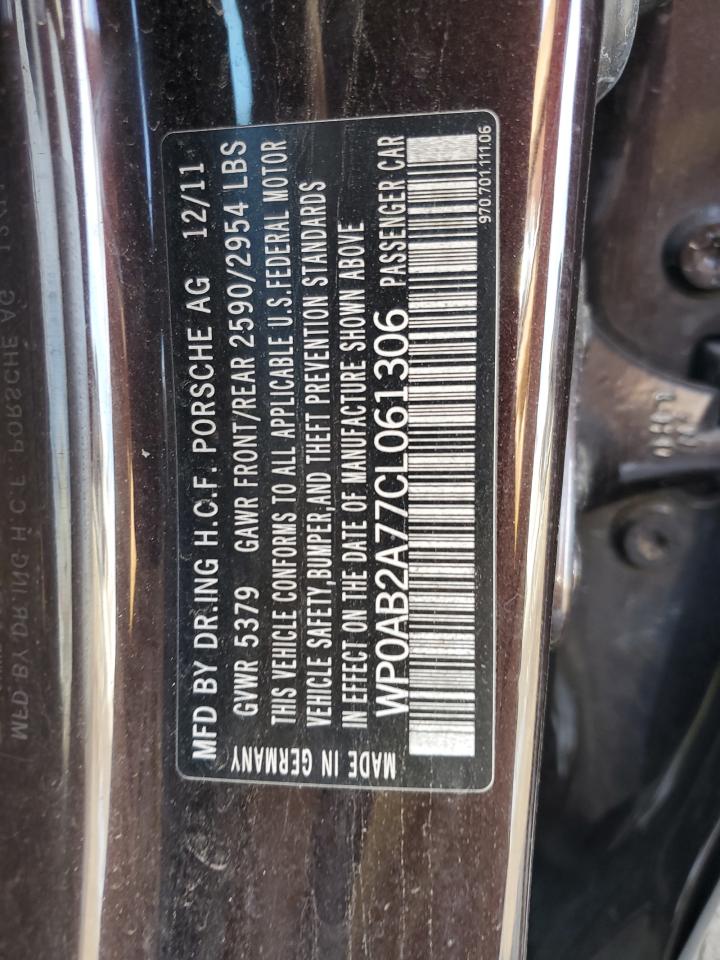 MFD BY DR.ING H.C.F. PORSCHE AG 12/11
GVWR 5379 GAWR FRONT/REAR 2590/2954 LBS
THIS VEHICLE CONFORMS TO ALL APPLICABLE U.S.FEDERAL MOTOR
VEHICLE SAFETY,BUMPER,AND THEFT PREVENTION STANDARDS
IN EFFECT ON THE DATE OF MANUFACTURE SHOWN ABOVE
WP0AB2A77CL061306 PASSENGER CAR
MADE IN GERMANY
970.701.111.06